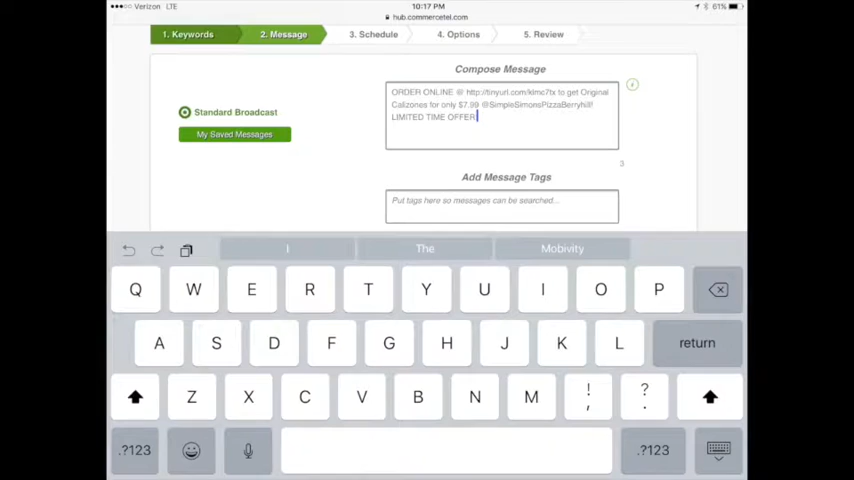 Verizon LTE
10:17 PM
61%
hub.commercetel.com
1. Keywords
2. Message
3. Schedule
4. Options
5. Review
Compose Message
ORDER ONLINE @ http://tinyurl.com/klmc7tx to get Original
Calizones for only $7.99 @SimpleSimonsPizzaBerryhill!
LIMITED TIME OFFER
Standard Broadcast
My Saved Messages
i
3
Add Message Tags
Put tags here so messages can be searched...
I
The
Mobivity
Q W E R T Y U I O P
A S D F G H J K L return
Z X C V B N M ! , ? .
.?123
.?123